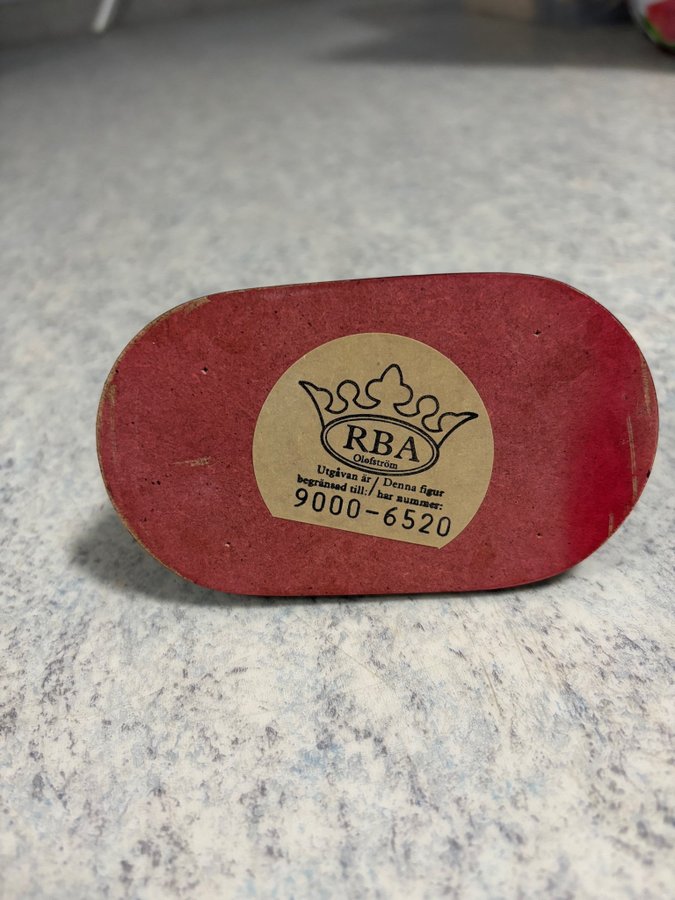 RBA
Olofström
Utgåvan är / Denna figur
begränsad till: / har nummer:
9000-6520